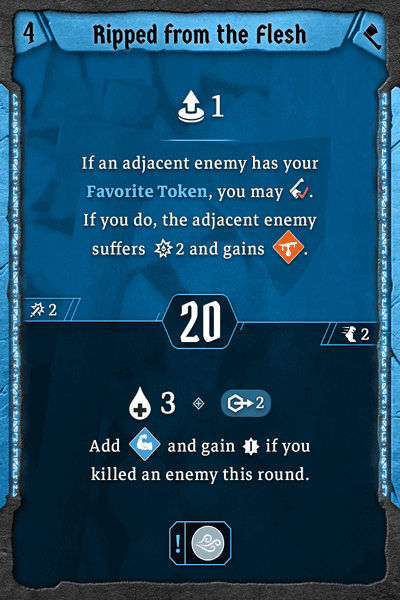 4 Ripped from the Flesh
1
If an adjacent enemy has your
Favorite Token, you may .
If you do, the adjacent enemy
suffers 2 and gains .
2
20
2
3 2
Add and gain if you
killed an enemy this round.
!